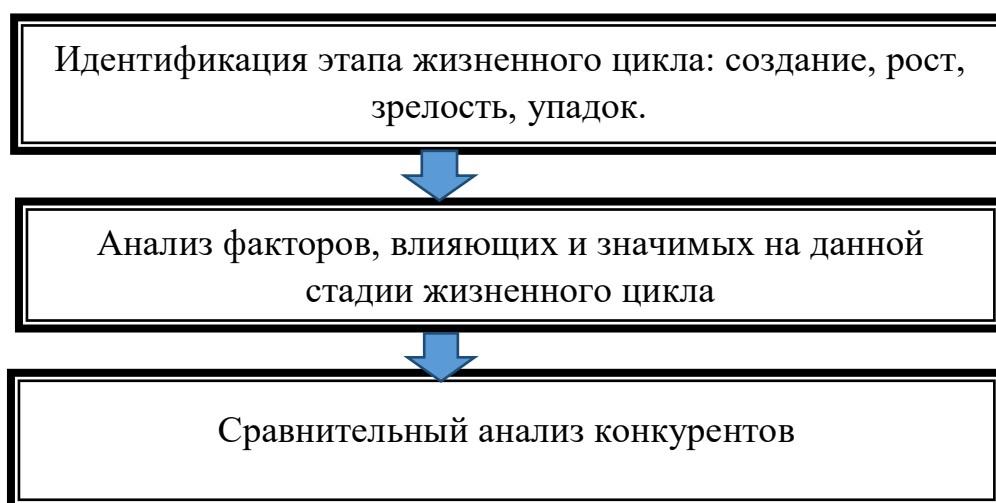 Идентификация этапа жизненного цикла: создание, рост,
зрелость, упадок.
Анализ факторов, влияющих и значимых на данной
стадии жизненного цикла
Сравнительный анализ конкурентов